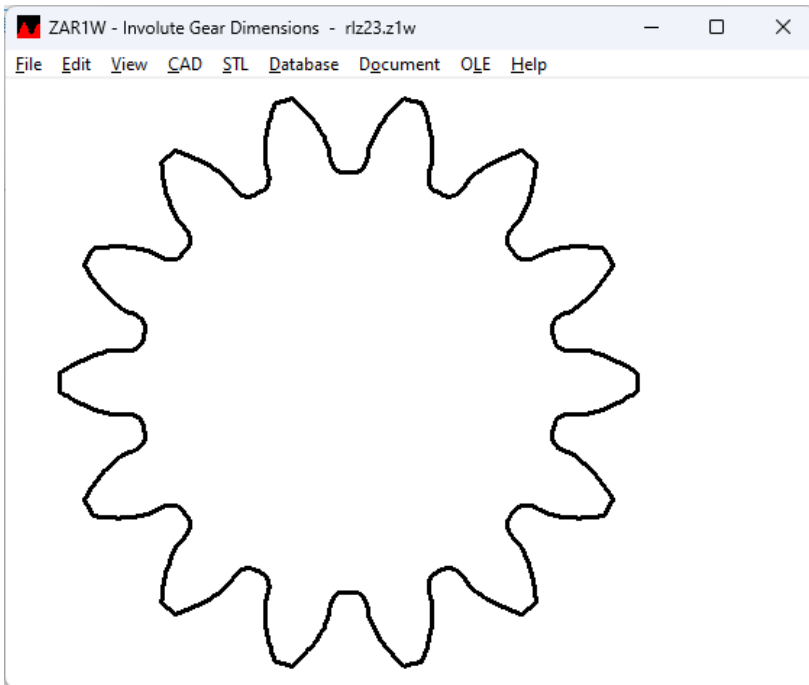 ZAR1W - Involute Gear Dimensions - rlz23.z1w
File Edit View CAD STL Database Document OLE Help